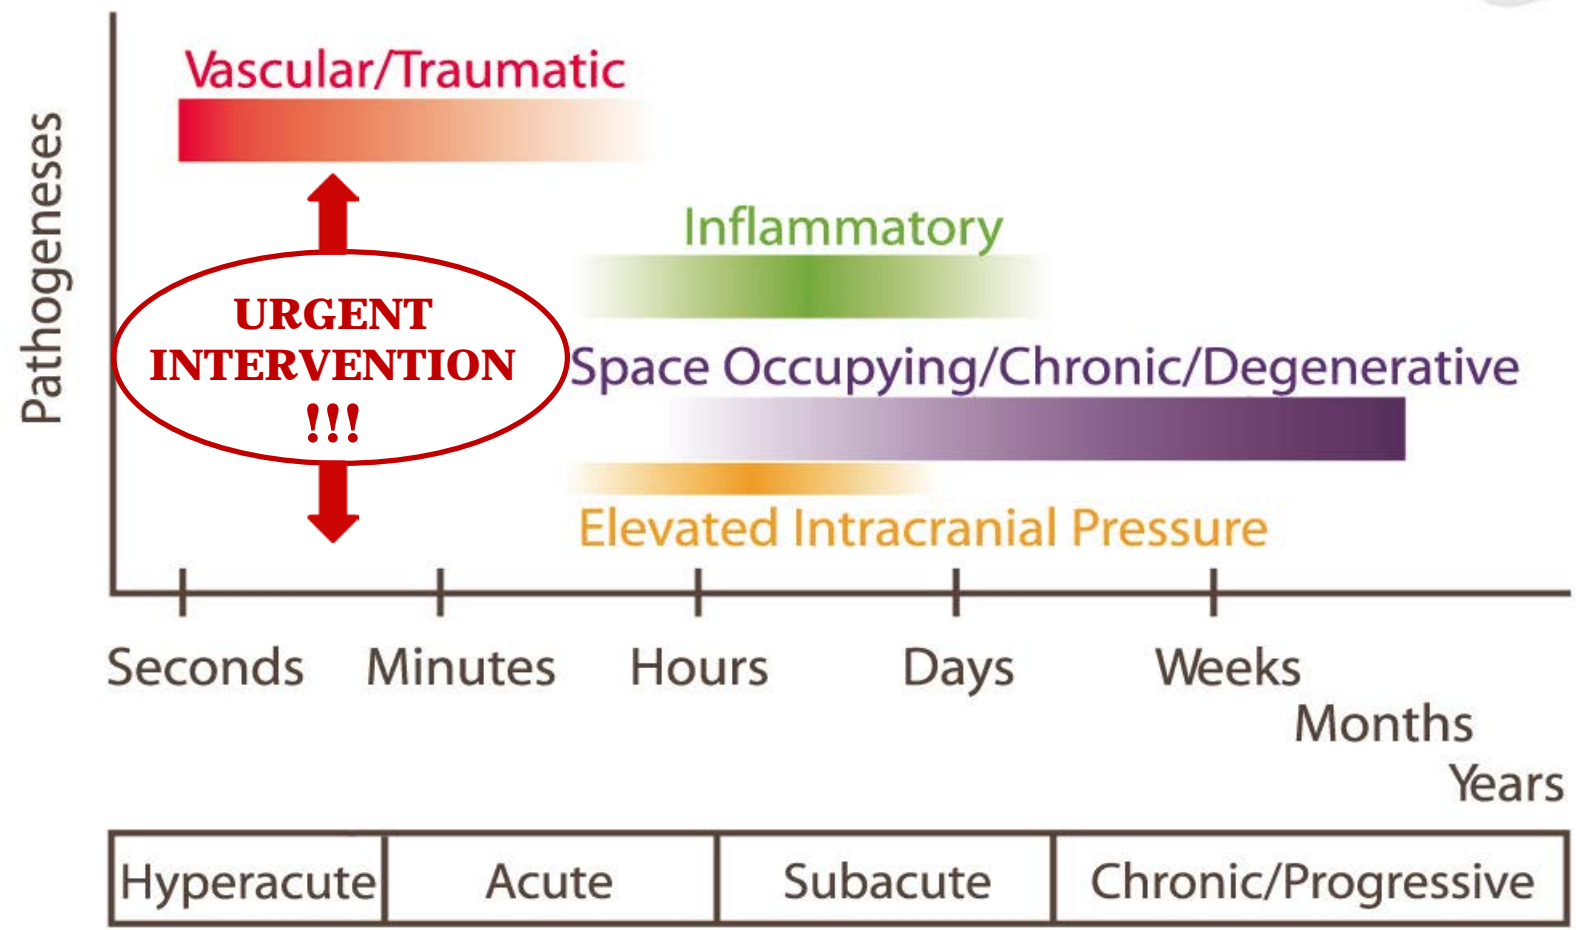 Pathogeneses
Vascular/Traumatic
Inflammatory
URGENT
INTERVENTION
!!!
Space Occupying/Chronic/Degenerative
Elevated Intracranial Pressure
Seconds Minutes Hours Days Weeks
Months
Years
Hyperacute Acute Subacute Chronic/Progressive